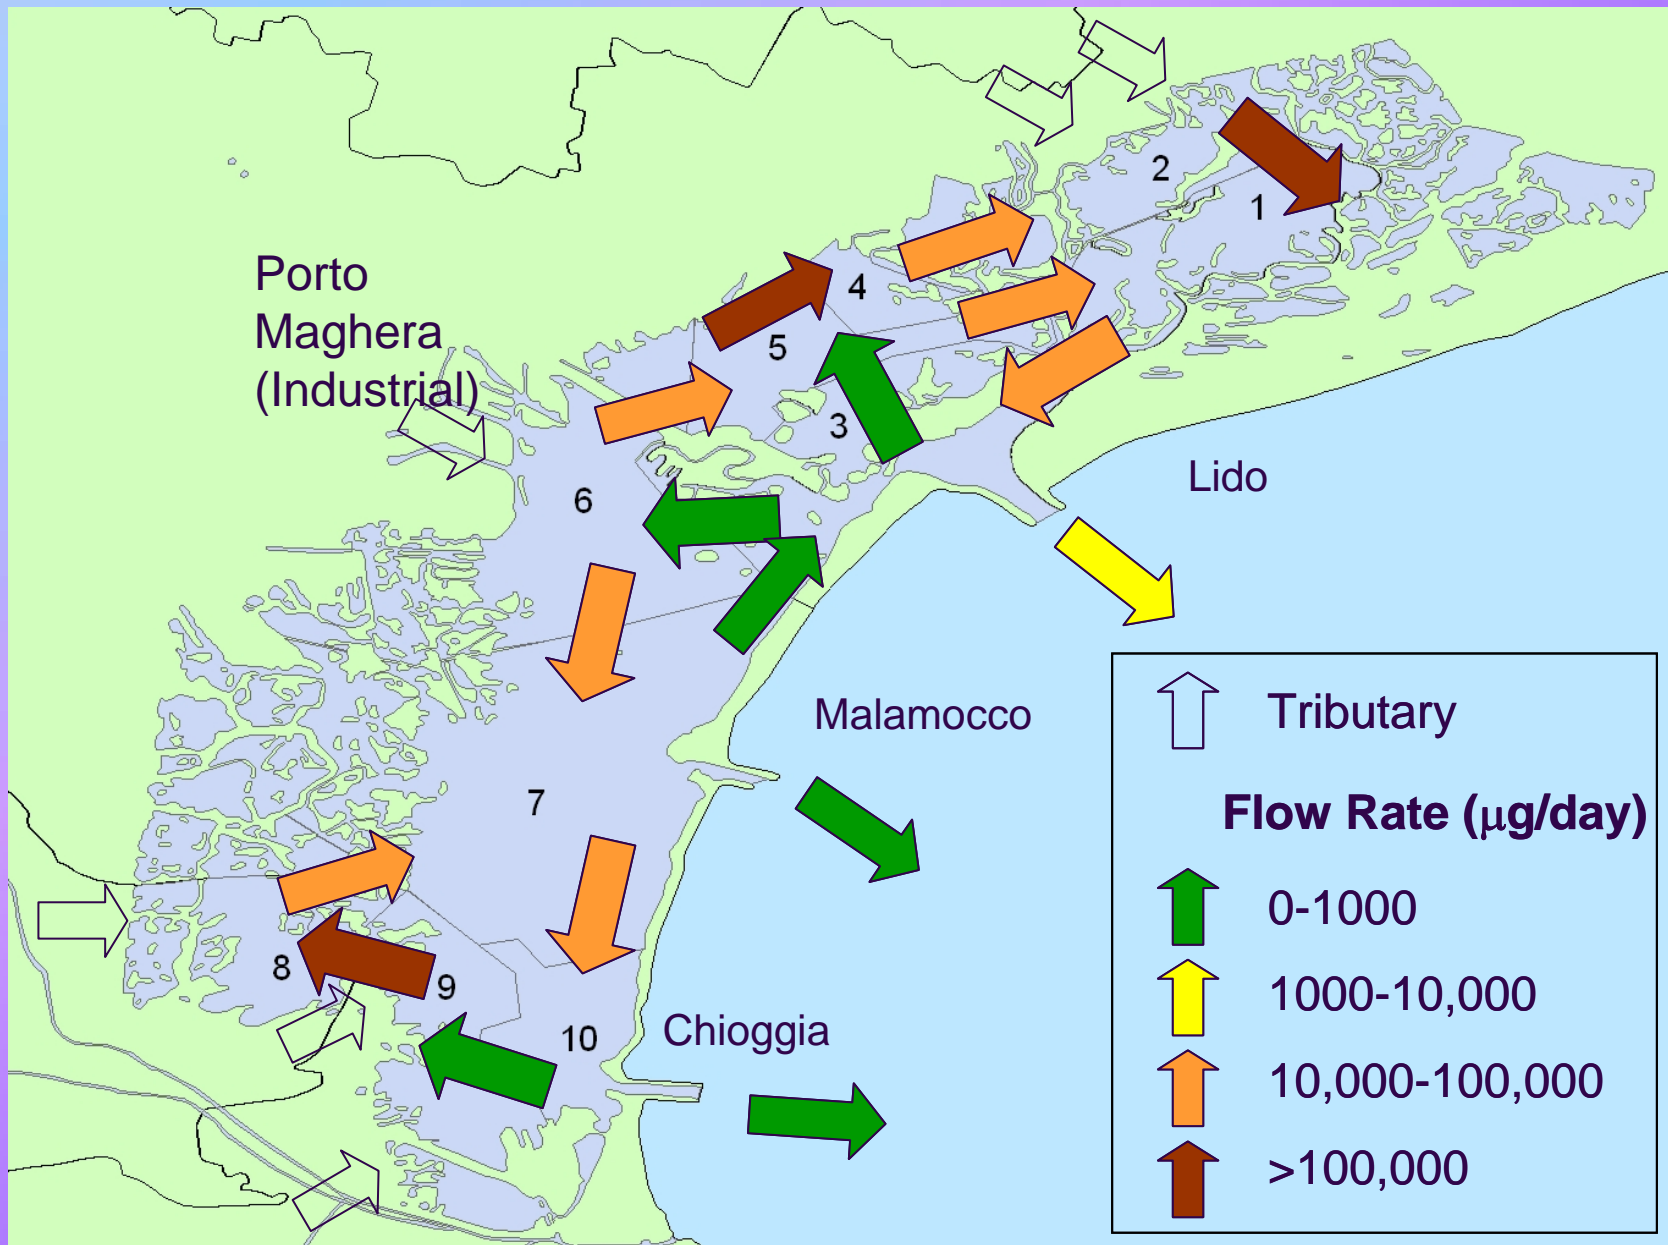 2
1
Porto
Maghera
(Industrial)
4
5
3
Lido
6
Malamocco
7
8
9
10
Chioggia
Tributary
Flow Rate (μg/day)
0-1000
1000-10,000
10,000-100,000
>100,000